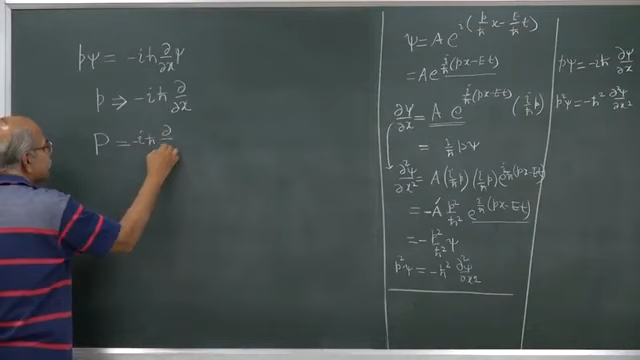 pψ = -iħ ∂/∂x ψ
p → -iħ ∂/∂x
P = -iħ ∂/
ψ = A e^{i(p/ħ x - E/ħ t)}
= A e^{i/ħ (px-Et)}
∂ψ/∂x = A e^{i/ħ (px-Et)} (i/ħ p)
= i/ħ pψ
∂²ψ/∂x² = A (i/ħ p) (i/ħ p) e^{i/ħ (px-Et)}
= -A p²/ħ² e^{i/ħ (px-Et)}
= - p²/ħ² ψ
p²ψ = -ħ² ∂²ψ/∂x²
pψ = -iħ ∂ψ/∂x
p²ψ = -ħ² ∂²ψ/∂x²